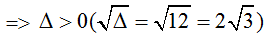 => Δ > 0(√Δ = √12 = 2√3)